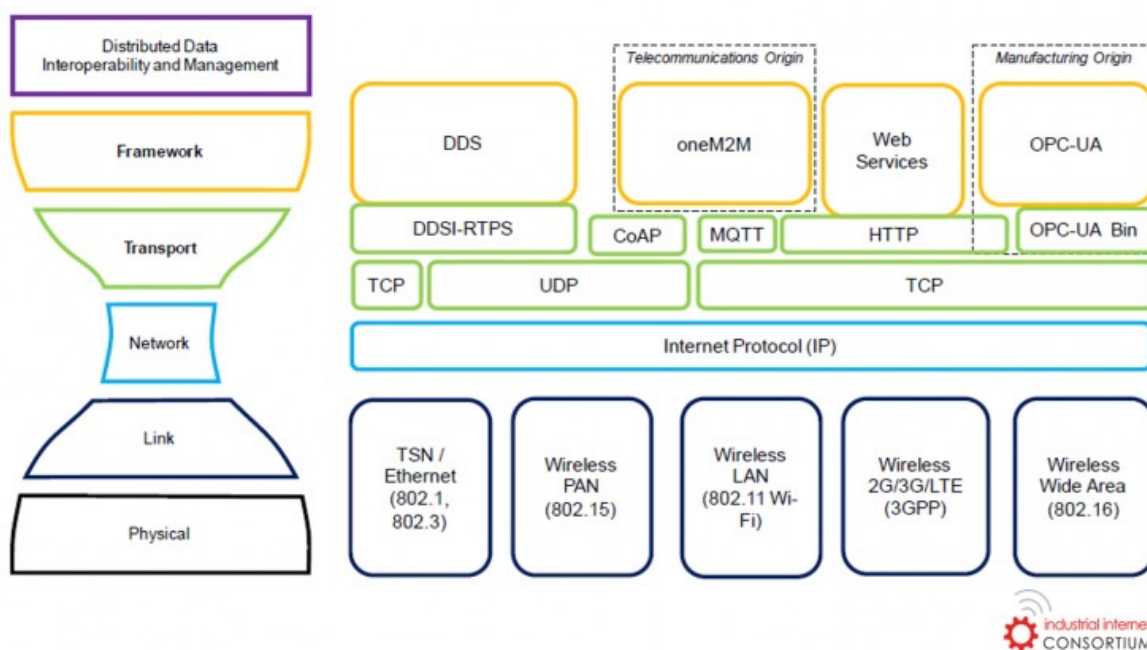 Distributed Data
Interoperability and Management
Framework
Transport
Network
Link
Physical
Telecommunications Origin
Manufacturing Origin
DDS
oneM2M
Web
Services
OPC-UA
DDSI-RTPS
CoAP
MQTT
HTTP
OPC-UA Bin
TCP
UDP
TCP
Internet Protocol (IP)
TSN /
Ethernet
(802.1,
802.3)
Wireless
PAN
(802.15)
Wireless
LAN
(802.11 Wi-
Fi)
Wireless
2G/3G/LTE
(3GPP)
Wireless
Wide Area
(802.16)
industrial interne
CONSORTIUM